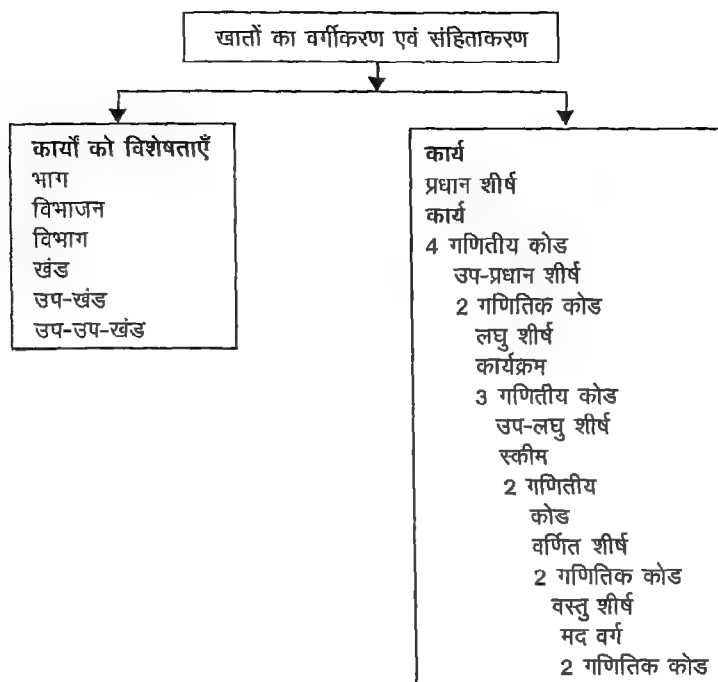 खातों का वर्गीकरण एवं संहिताकरण
कार्यों को विशेषताएँ
भाग
विभाजन
विभाग
खंड
उप-खंड
उप-उप-खंड
कार्य
प्रधान शीर्ष
कार्य
4 गणितीय कोड
उप-प्रधान शीर्ष
2 गणितिक कोड
लघु शीर्ष
कार्यक्रम
3 गणितीय कोड
उप-लघु शीर्ष
स्कीम
2 गणितीय
कोड
वर्णित शीर्ष
2 गणितिक कोड
वस्तु शीर्ष
मद वर्ग
2 गणितिक कोड